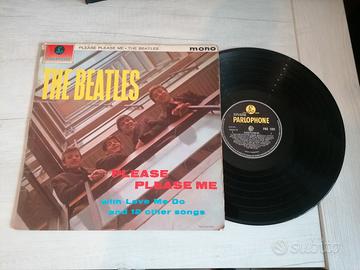 PLEASE PLEASE ME • THE BEATLES
mono
THE BEATLES
PLEASE
PLEASE ME
with Love Me Do
and 12 other songs
PARLOPHONE
subito